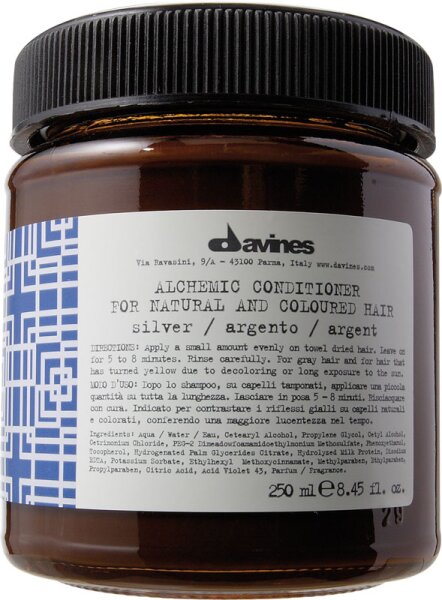 davines
Via Ravasini, 9/A - 43100 Parma, Italy www.davines.com
ALCHEMIC CONDITIONER
FOR NATURAL AND COLOURED HAIR
silver / argento / argent
DIRECTIONS: Apply a small amount evenly on towel dried hair. Leave on
for 5 to 8 minutes. Rinse carefully. For gray hair and for hair that
has turned yellow due to decoloring or long exposure to the sun.
MODO D'USO: Dopo lo shampoo, su capelli tamponati, applicare una piccola
quantità su tutta la lunghezza. Lasciare in posa 5 - 8 minuti. Risciacquare
con cura. Indicato per contrastare i riflessi gialli su capelli naturali
e colorati, conferendo una maggiore lucentezza nel tempo.
Ingredients: Aqua / Water / Eau, Cetearyl Alcohol, Propylene Glycol, Cetyl Alcohol,
Cetrimonium Chloride, PEG-2 Dimeadowfoamamidoethylmonium Methosulfate, Phenoxyethanol,
Tocopherol, Hydrogenated Palm Glycerides Citrate, Hydrolyzed Milk Protein, Disodium
EDTA, Potassium Sorbate, Ethylhexyl Methoxycinnamate, Methylparaben, Butylparaben, Ethylparaben,
Propylparaben, Citric Acid, Acid Violet 43, Parfum / Fragrance.
250 ml ℮ 8.45 fl. oz.